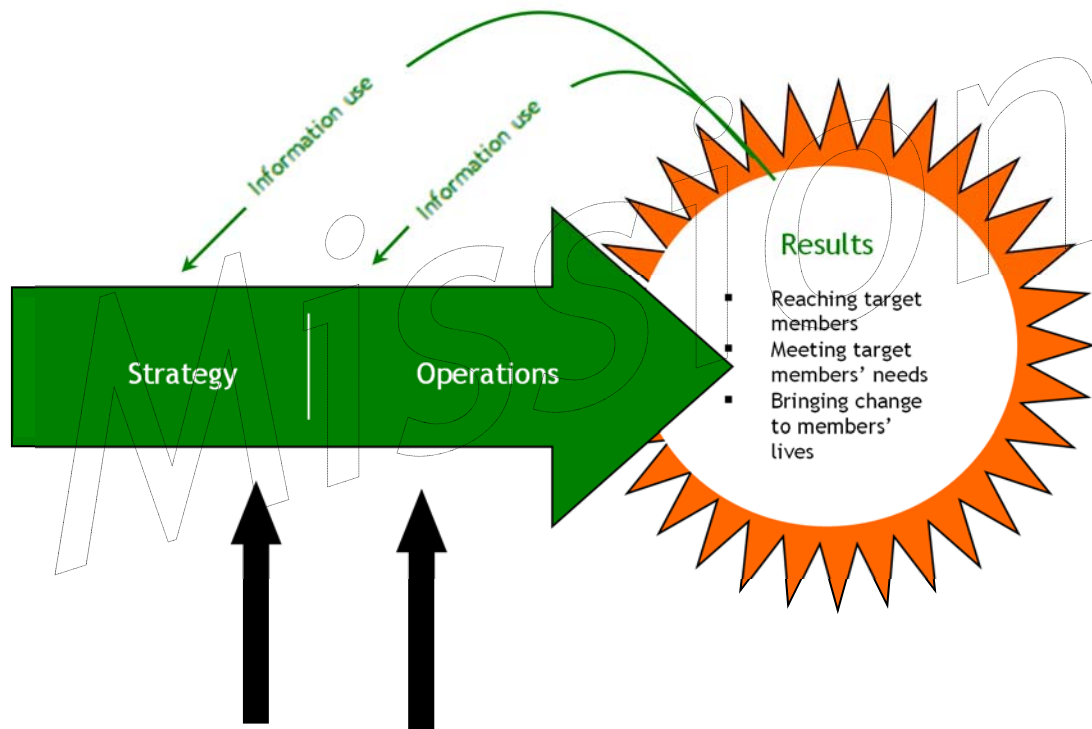 Information use
Information use
Mission
Results
Strategy
Operations
▪ Reaching target
members
▪ Meeting target
members’ needs
▪ Bringing change
to members’
lives